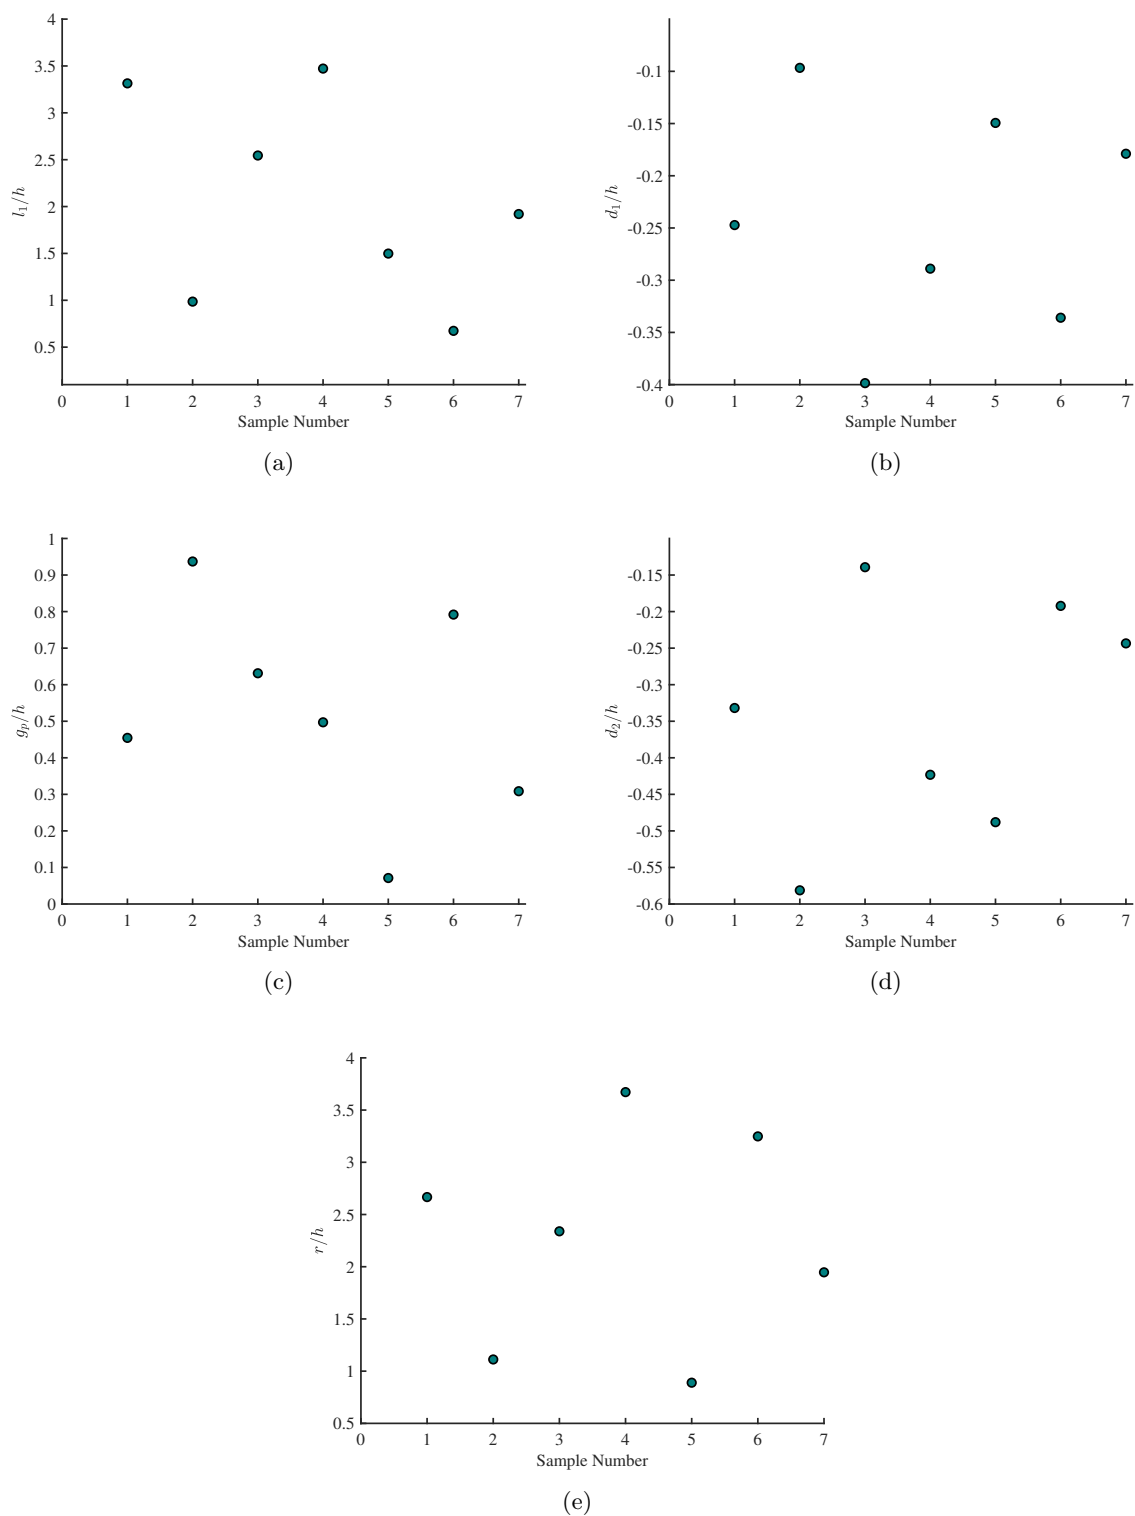 4
3.5
3
2.5
2
1.5
1
0.5
l₁/h
0 1 2 3 4 5 6 7
Sample Number
(a)
-0.1
-0.15
-0.2
-0.25
-0.3
-0.35
-0.4
d₁/h
0 1 2 3 4 5 6 7
Sample Number
(b)
1
0.9
0.8
0.7
0.6
0.5
0.4
0.3
0.2
0.1
0
gₚ/h
0 1 2 3 4 5 6 7
Sample Number
(c)
-0.15
-0.2
-0.25
-0.3
-0.35
-0.4
-0.45
-0.5
-0.55
-0.6
d₂/h
0 1 2 3 4 5 6 7
Sample Number
(d)
4
3.5
3
2.5
2
1.5
1
0.5
r/h
0 1 2 3 4 5 6 7
Sample Number
(e)